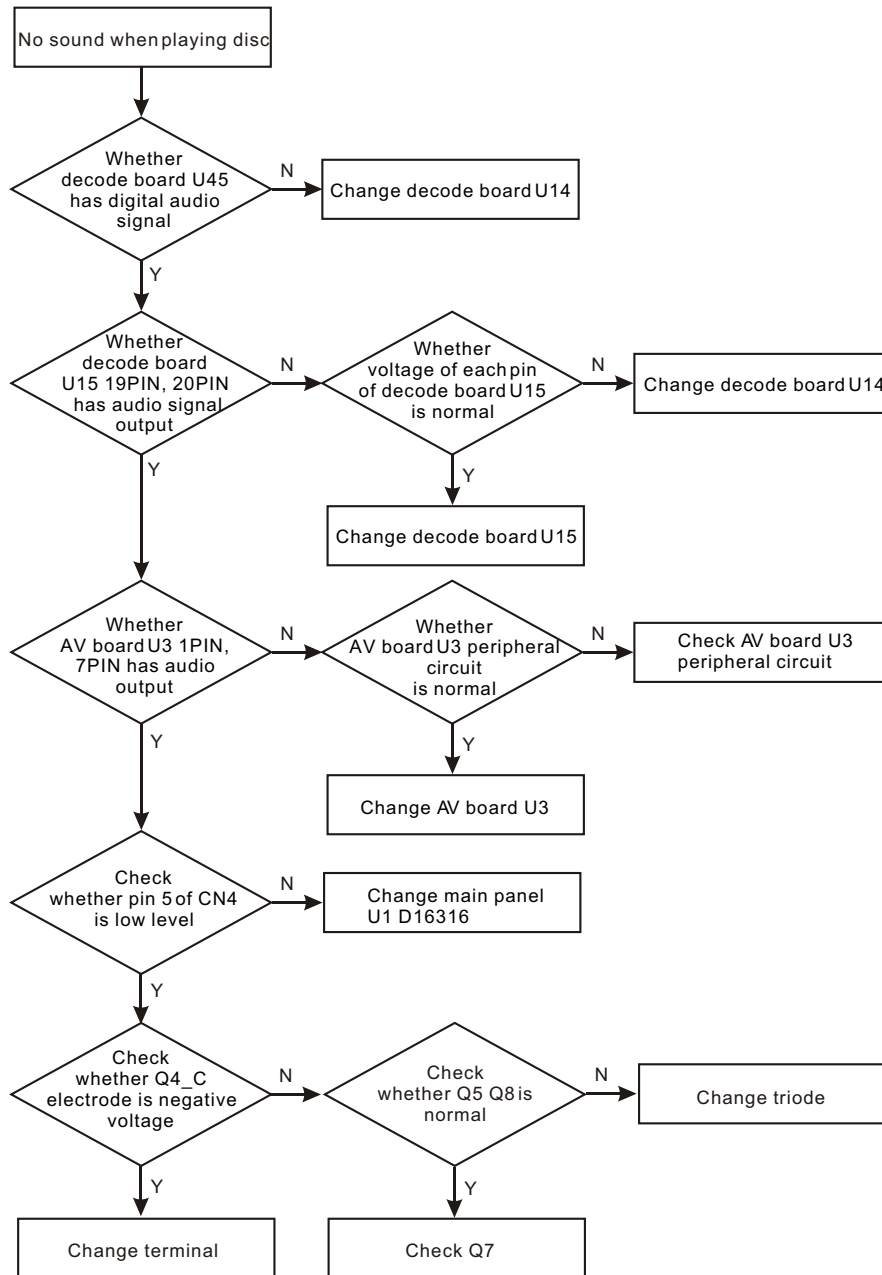 No sound when playing disc
Whether
decode board U45
has digital audio
signal
N
Change decode board U14
Y
Whether
decode board
U15 19PIN, 20PIN
has audio signal
output
N
Whether
voltage of each pin
of decode board U15
is normal
N
Change decode board U14
Y
Y
Change decode board U15
Whether
AV board U3 1PIN,
7PIN has audio
output
N
Whether
AV board U3 peripheral
circuit
is normal
N
Check AV board U3
peripheral circuit
Y
Y
Change AV board U3
Check
whether pin 5 of CN4
is low level
N
Change main panel
U1 D16316
Y
Check
whether Q4_C
electrode is negative
voltage
N
Check
whether Q5 Q8 is
normal
N
Change triode
Y
Y
Change terminal
Check Q7